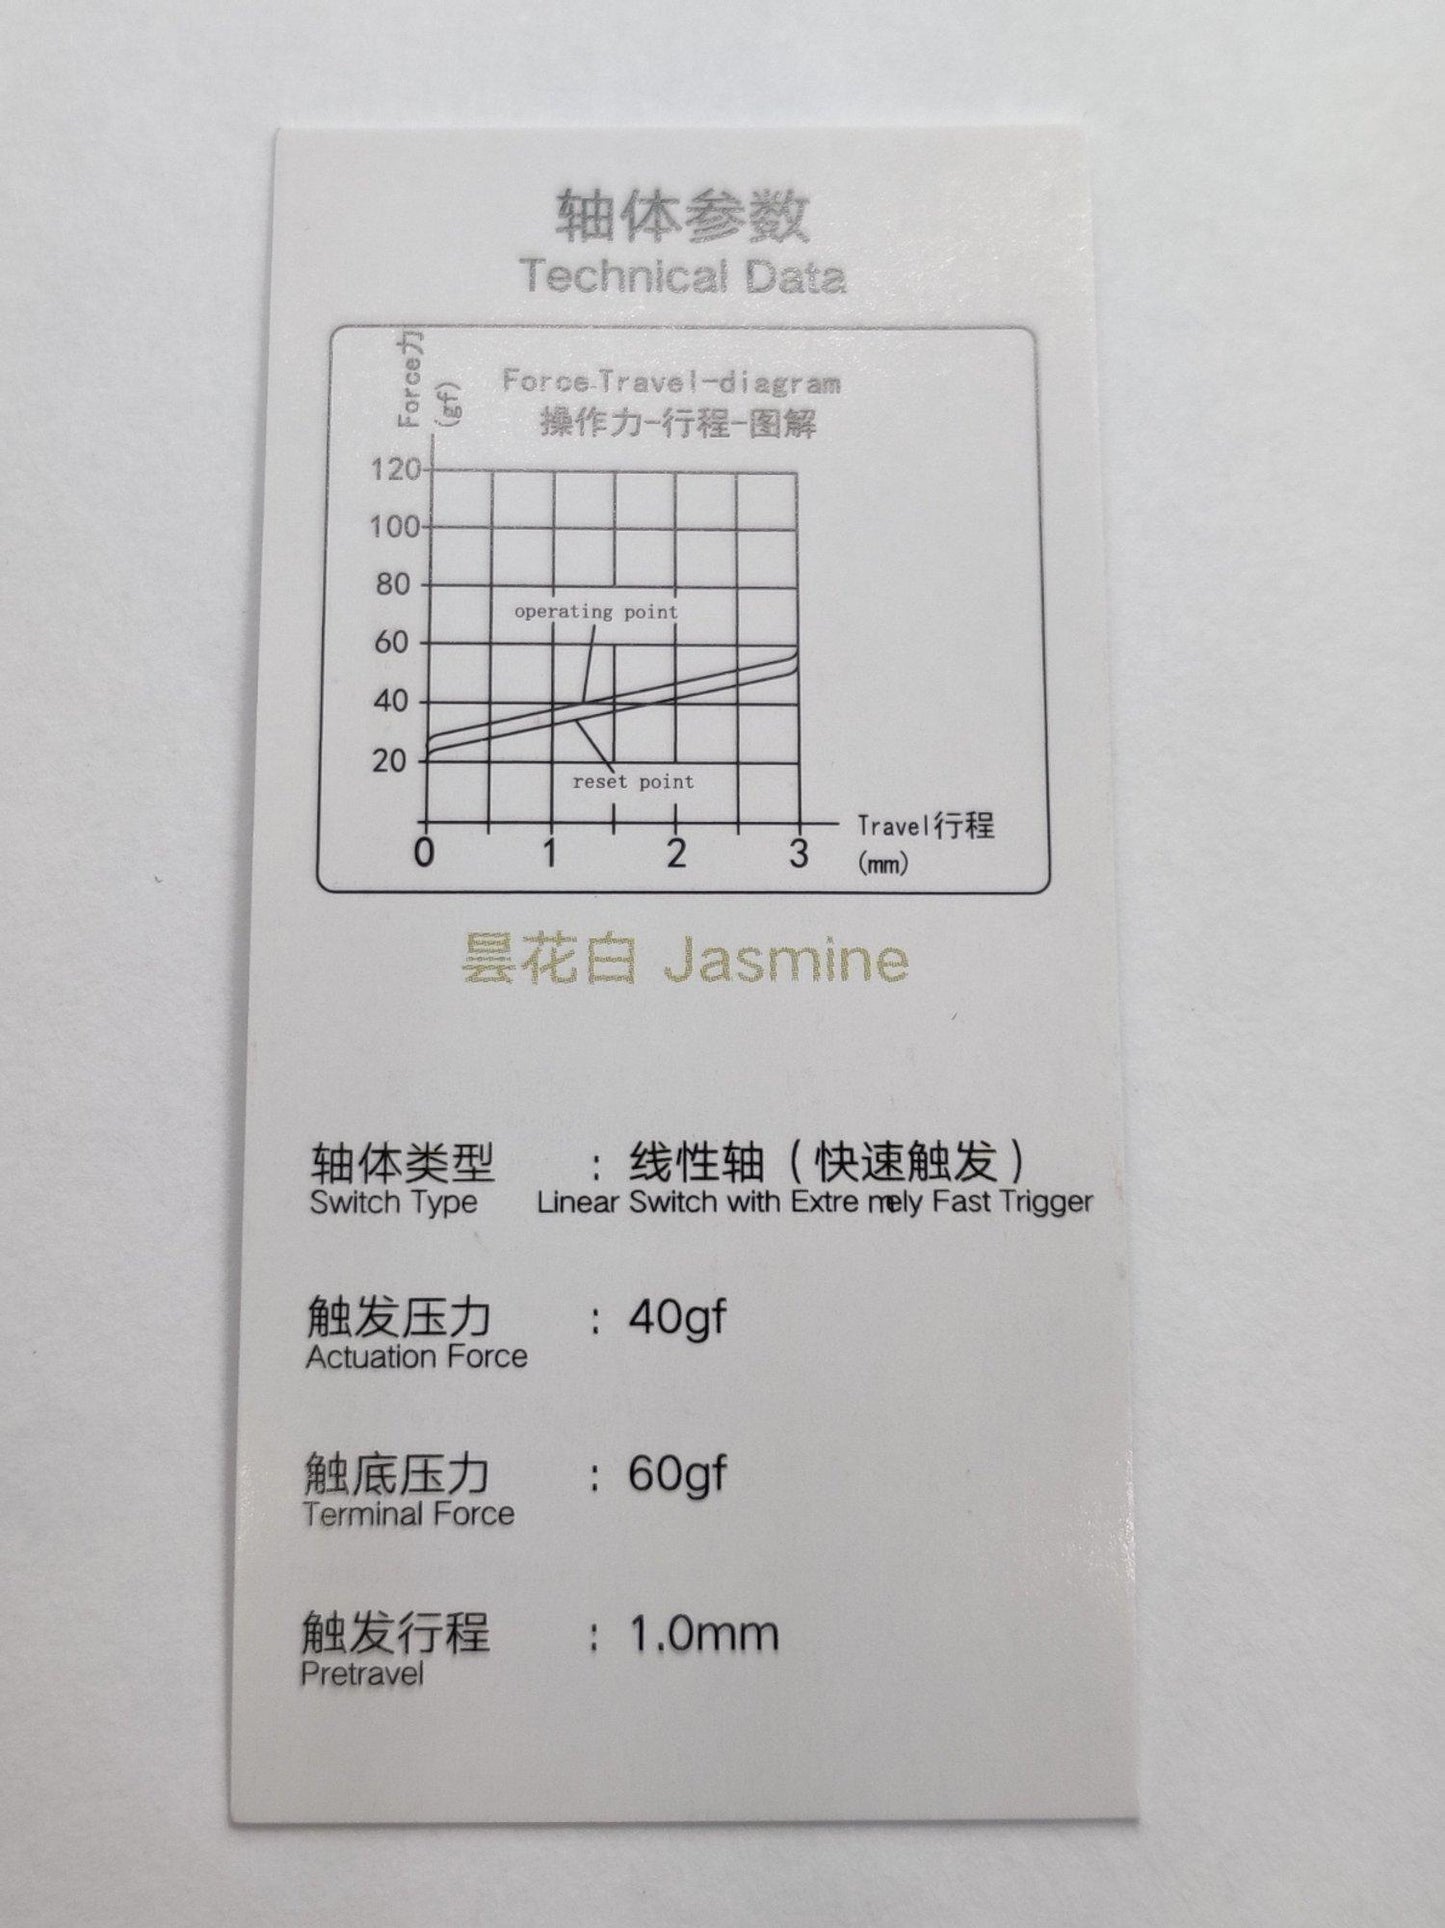 轴体参数
Technical Data
Force力
(gf)
Force-Travel-diagram
操作力-行程-图解
120
100
80
operating point
60
40
20
reset point
Travel行程
(mm)
0 1 2 3
昙花白 Jasmine
轴体类型 : 线性轴（快速触发）
Switch Type Linear Switch with Extre mely Fast Trigger
触发压力 : 40gf
Actuation Force
触底压力 : 60gf
Terminal Force
触发行程 : 1.0mm
Pretravel